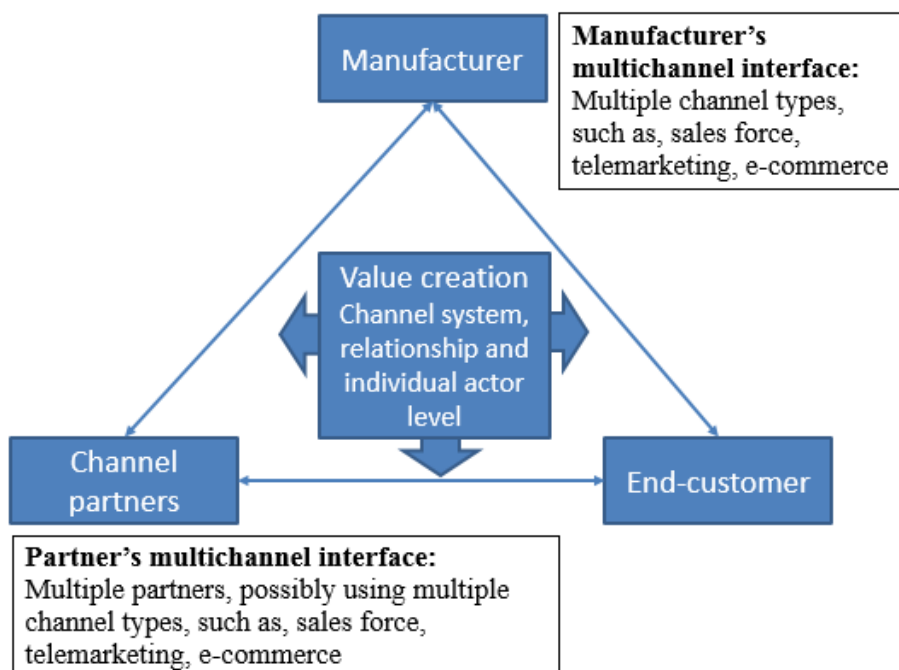 Manufacturer
Manufacturer's
multichannel interface:
Multiple channel types,
such as, sales force,
telemarketing, e-commerce
Value creation
Channel system,
relationship and
individual actor
level
Channel
partners
End-customer
Partner's multichannel interface:
Multiple partners, possibly using multiple
channel types, such as, sales force,
telemarketing, e-commerce